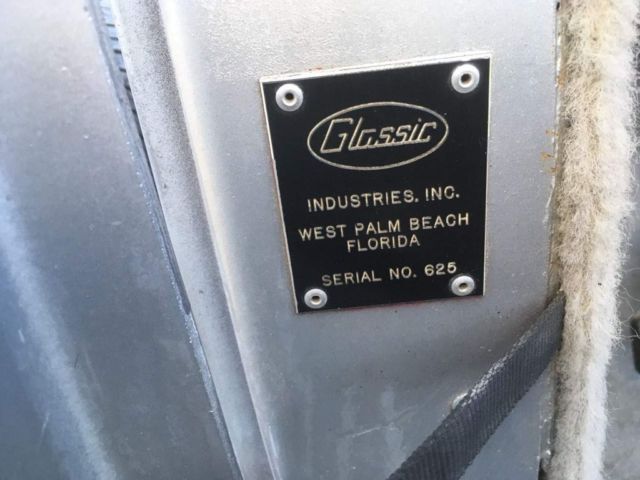 Glassic
INDUSTRIES, INC.
WEST PALM BEACH
FLORIDA
SERIAL NO. 625